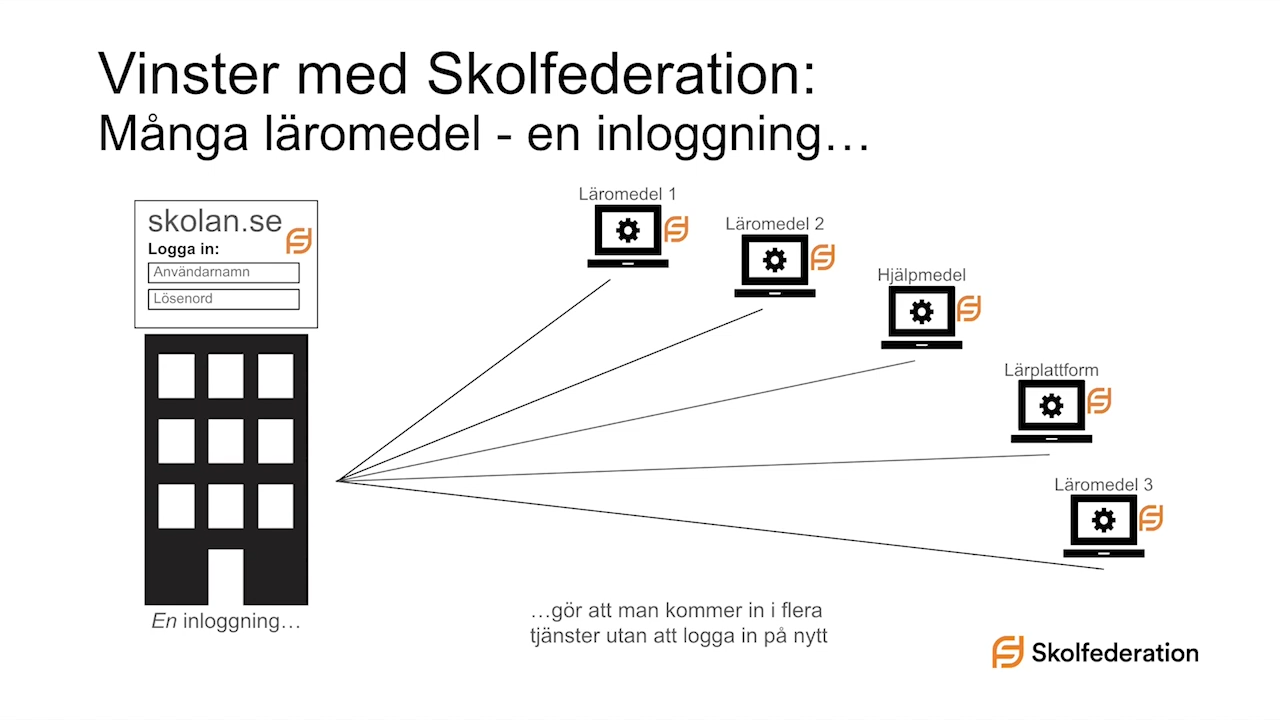 Vinster med Skolfederation:
Många läromedel - en inloggning…
skolan.se
Logga in:
Användarnamn
Lösenord
Läromedel 1
Läromedel 2
Hjälpmedel
Lärplattform
Läromedel 3
En inloggning…
…gör att man kommer in i flera
tjänster utan att logga in på nytt
Skolfederation